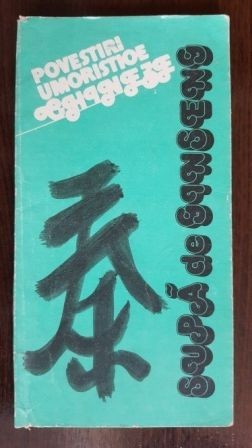 POVESTIRI
UMORISTICE
CHINEZE
SUPĂ de GINSENG